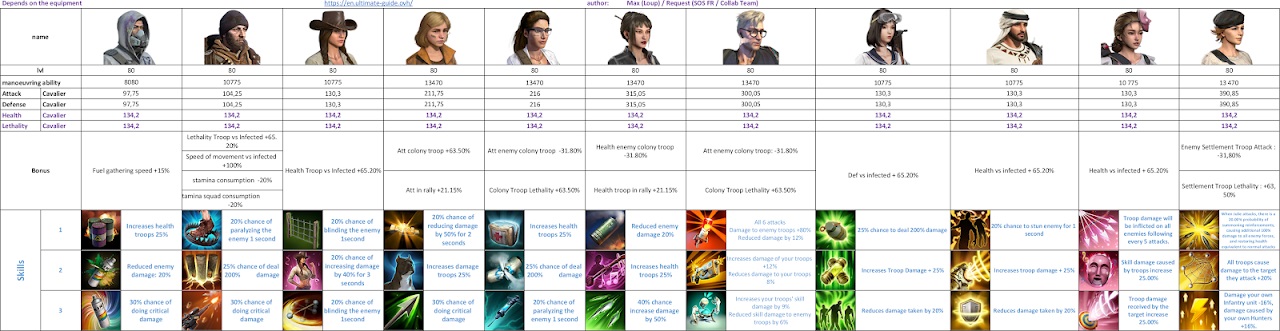 Depends on the equipment https://en.ultimate-guide.ovh/ author: Max (Loup) / Request (SOS FR / Collab Team)
name
lvl 80 80 80 80 80 80 80 80 80 80 80
manoeuvring ability 8080 10775 10775 13470 13470 13470 13470 10775 10775 10 775 13 470
Attack Cavalier 97,75 104,25 130,3 211,75 216 315,05 300,05 130,3 130,3 130,3 390,85
Defense Cavalier 97,75 104,25 130,3 211,75 216 315,05 300,05 130,3 130,3 130,3 390,85
Health Cavalier 134,2 134,2 134,2 134,2 134,2 134,2 134,2 134,2 134,2 134,2 134,2
Lethality Cavalier 134,2 134,2 134,2 134,2 134,2 134,2 134,2 134,2 134,2 134,2 134,2
Bonus
Fuel gathering speed +15%
Lethality Troop vs Infected +65.
20%
Speed of movement vs infected
+100%
stamina consumption -20%
tamina squad consumption
-20%
Health Troop vs Infected +65.20%
Att colony troop +63.50%
Att in rally +21.15%
Att enemy colony troop -31.80%
Colony Troop Lethality +63.50%
Health enemy colony troop
-31.80%
Health troop in rally +21.15%
Att enemy colony troop: -31.80%
Colony Troop Lethality +63.50%
Def vs infected + 65.20%
Health vs infected + 65.20%
Health vs infected + 65.20%
Enemy Settlement Troop Attack :
-31,80%
Settlement Troop Lethality : +63,
50%
Skills
1
Increases health
troops 25%
20% chance of
paralyzing the
enemy 1 second
20% chance of
blinding the enemy
1second
20% chance of
reducing damage
by 50% for 2
seconds
Increases health
troops 25%
Reduced enemy
damage 20%
All 6 attacks
Damage to enemy troops +80%
Reduced damage by 12%
25% chance to deal 200% damage
20% chance to stun enemy for 1
second
Troop damage will
be inflicted on all
enemies following
every 5 attacks.
2
Reduced enemy
damage: 20%
25% chance of deal
200% damage
20% chance of
increasing damage
by 40% for 2
seconds
Increases damage
troops 25%
25% chance of deal
200% damage
Increases health
troops 25%
Increases damage of your troops
+12%
Reduces damage to your troops
8%
Increases Troop Damage + 25%
Increases troop damage + 25%
Skill damage
caused by
troops increase
25.00%
All troops cause
damage to the target
they attack +20%
3
30% chance of
doing critical
damage
30% chance of
doing critical
damage
20% chance of
blinding the enemy
1second
30% chance of
doing critical
damage
20% chance of
paralyzing the
enemy 1 second
40% chance
increase damage
by 50%
Increases your troops' skill
damage by 9%
Reduced skill damage to enemy
troops by 6%
Reduces damage taken by 20%
Reduces damage taken by 20%
Troop damage
received by the
target increase
25.00%
Damage your own
Infantry unit -16%,
damage caused by
your own Hunters
+16%.